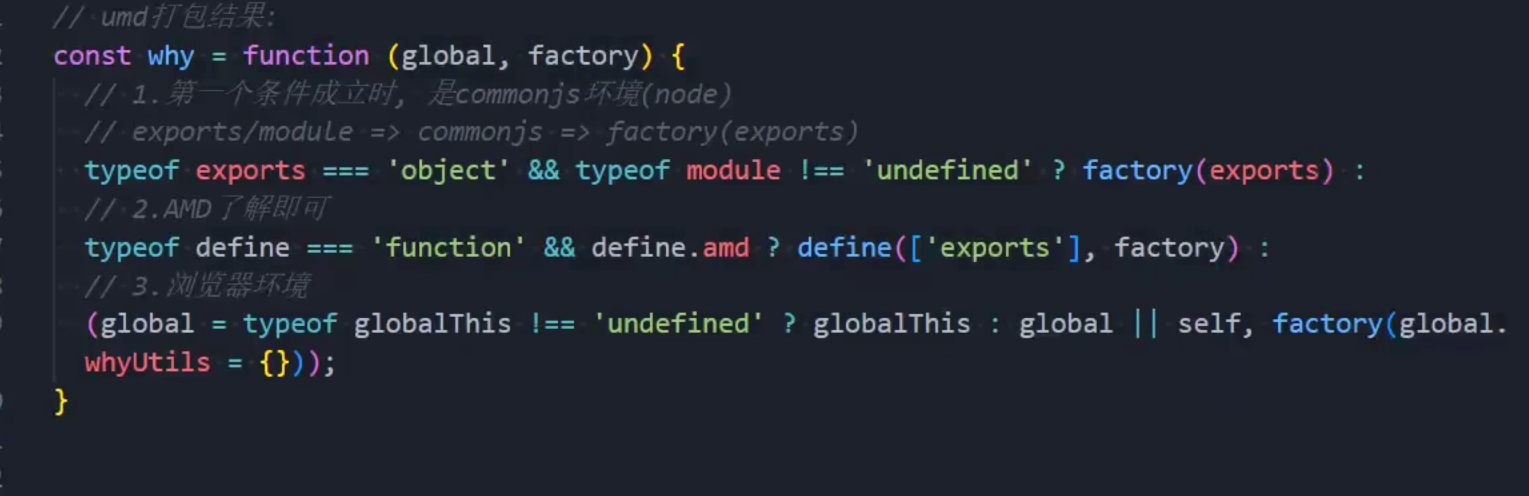 // umd打包结果:
const why = function (global, factory) {
// 1.第一个条件成立时, 是commonjs环境(node)
// exports/module => commonjs => factory(exports)
typeof exports === 'object' && typeof module !== 'undefined' ? factory(exports) :
// 2.AMD了解即可
typeof define === 'function' && define.amd ? define(['exports'], factory) :
// 3.浏览器环境
(global = typeof globalThis !== 'undefined' ? globalThis : global || self, factory(global.
whyUtils = {}));
}